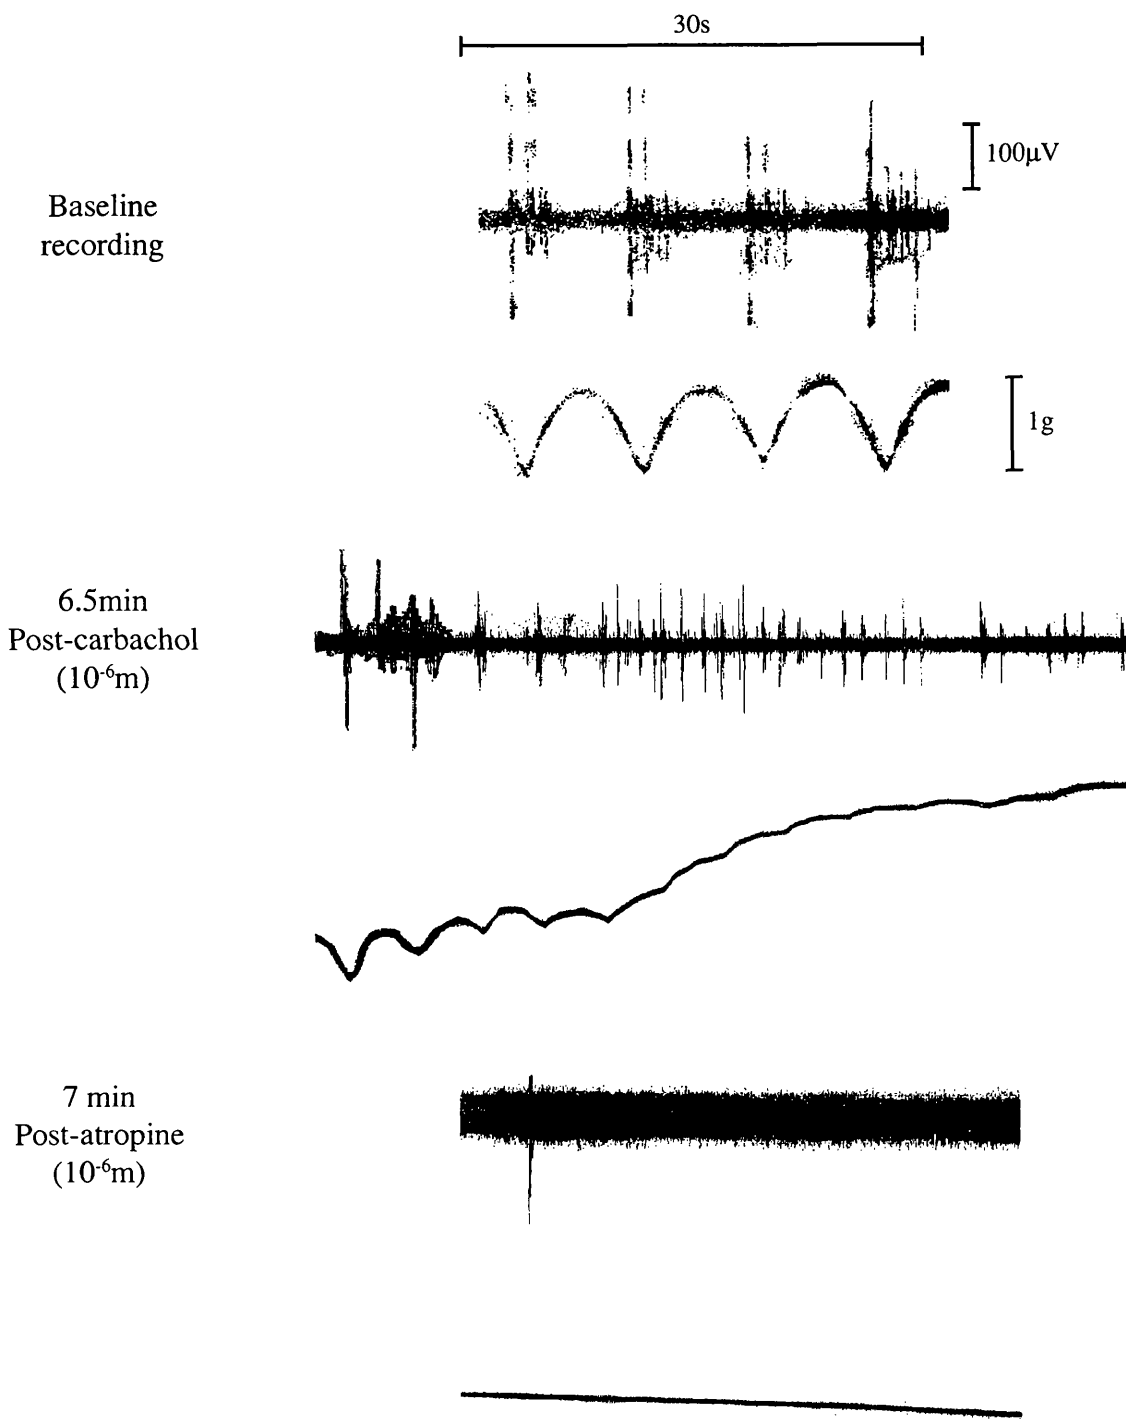 30s
100µV
Baseline
recording
1g
6.5min
Post-carbachol
(10⁻⁶m)
7 min
Post-atropine
(10⁻⁶m)